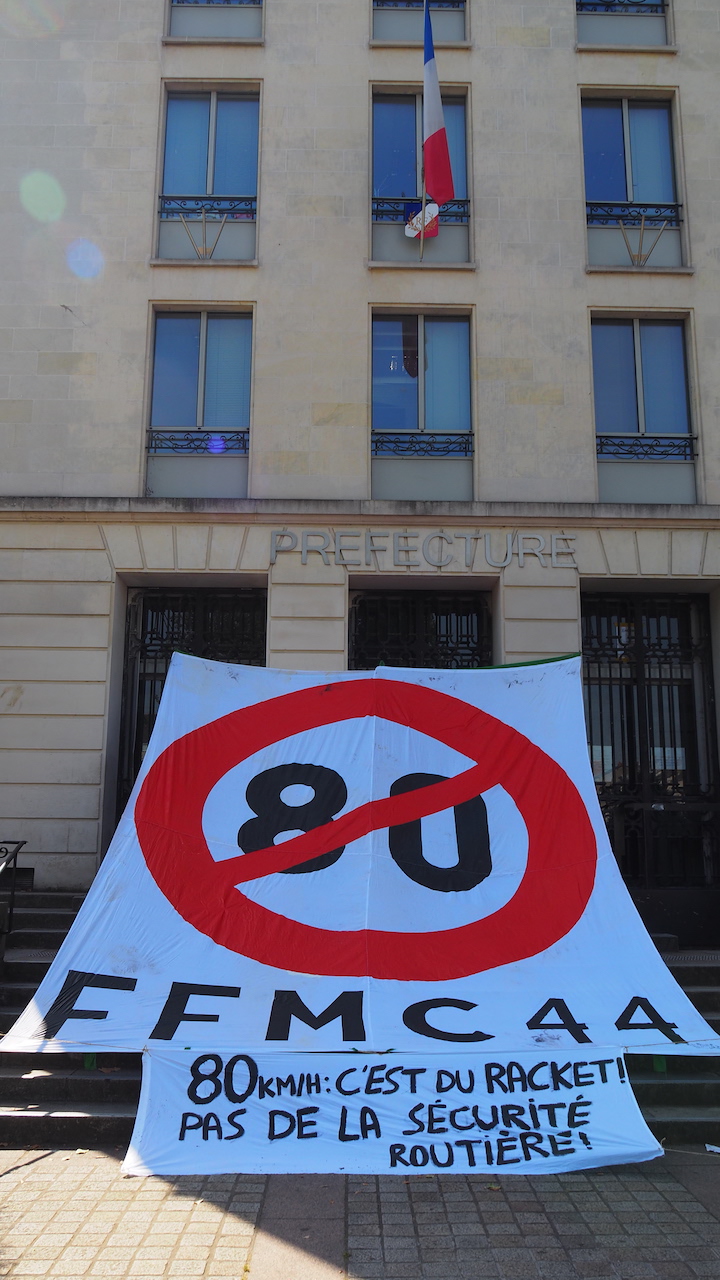 PREFECTURE
80
FFMC44
80KM/H: C'EST DU RACKET!
PAS DE LA SÉCURITÉ
ROUTIÈRE!